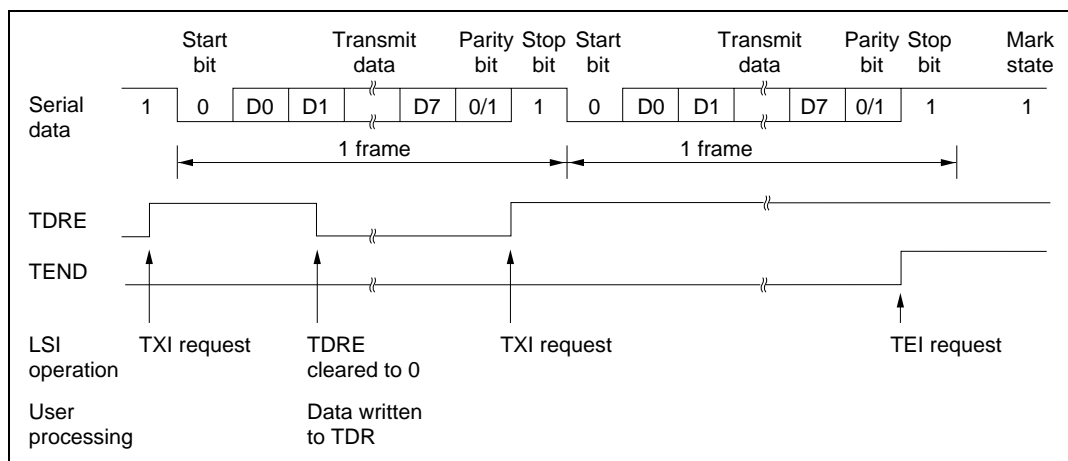 Start bit Transmit data Parity bit Stop bit Start bit Transmit data Parity bit Stop bit Mark state
Serial data
1 0 D0 D1 D7 0/1 1 0 D0 D1 D7 0/1 1 1
1 frame 1 frame
TDRE
TEND
LSI operation TXI request TDRE cleared to 0 TXI request TEI request
User processing Data written to TDR